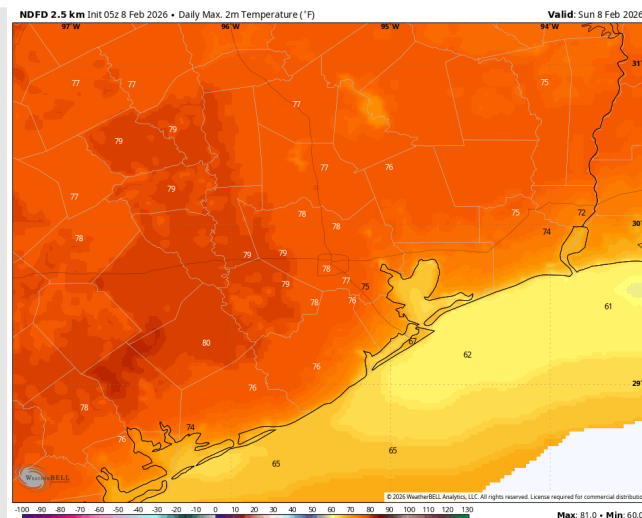 NDFD 2.5 km Init 05z 8 Feb 2026 • Daily Max. 2m Temperature (°F)
Valid: Sun 8 Feb 2026
97°W 96°W 95°W 94°W
31°
77 77 75
77
79 79
77 76
79
77
78 75 72
30°
78 78 74
79 79
78
79 77 75
78 76
61
80 67
62
76
29°
76
78
74
76
65
65
WeatherBELL
© 2026 WeatherBELL Analytics, LLC. All rights reserved. License required for commercial distributio
-100 -90 -80 -70 -60 -50 -40 -30 -20 -10 0 10 20 30 40 50 60 70 80 90 100 110 120 130
Max: 81.0 • Min: 60.